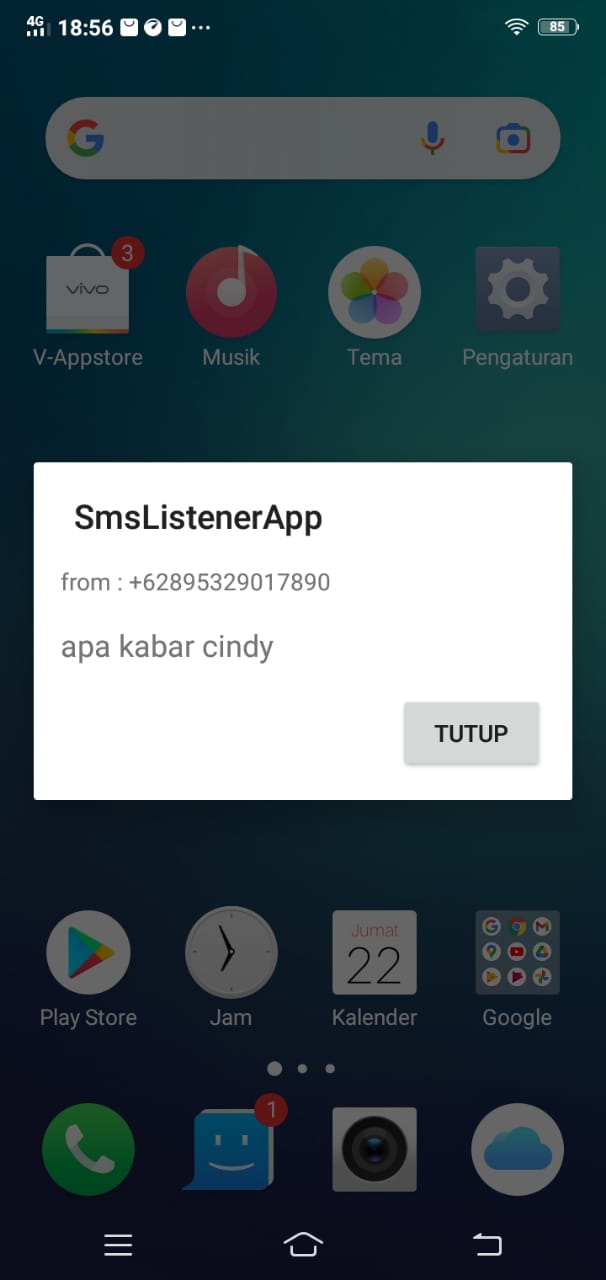 4G 18:56 85
3
vivo
V-Appstore Musik Tema Pengaturan
SmsListenerApp
from : +62895329017890
apa kabar cindy
TUTUP
Jumat
22
Play Store Jam Kalender Google
1